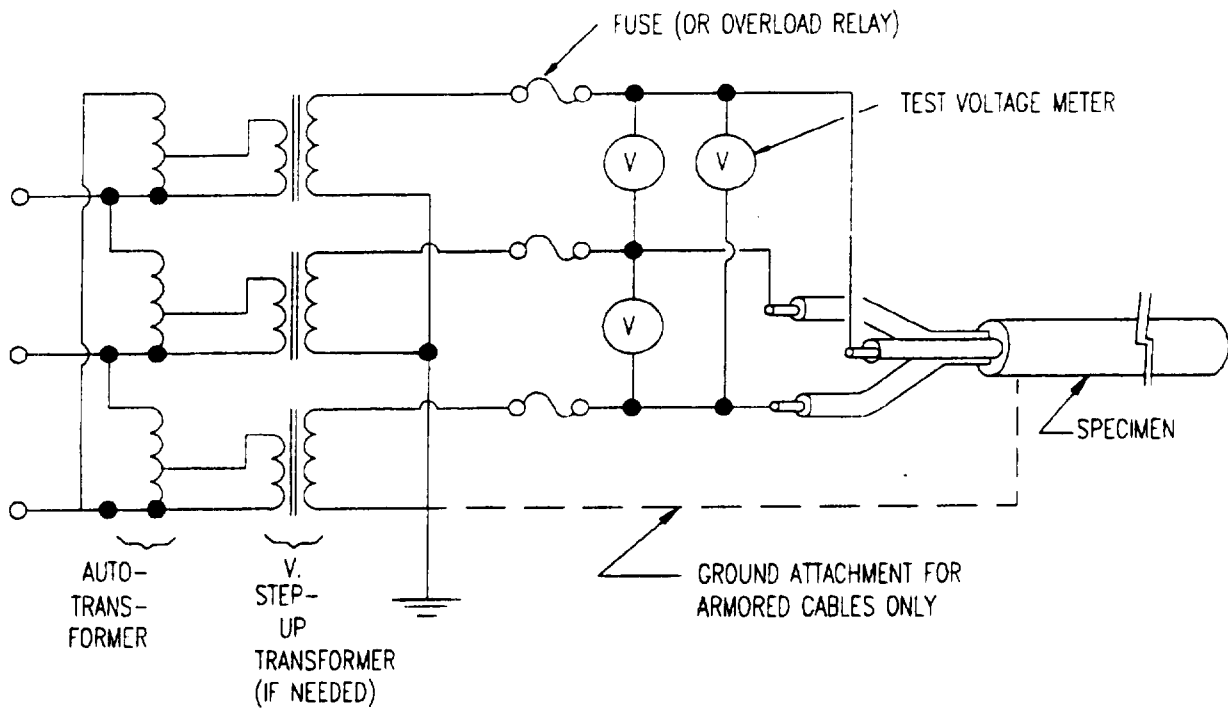 FUSE (OR OVERLOAD RELAY)
TEST VOLTAGE METER
V
V
V
SPECIMEN
GROUND ATTACHMENT FOR
ARMORED CABLES ONLY
AUTO-
TRANS-
FORMER
V.
STEP-
UP
TRANSFORMER
(IF NEEDED)